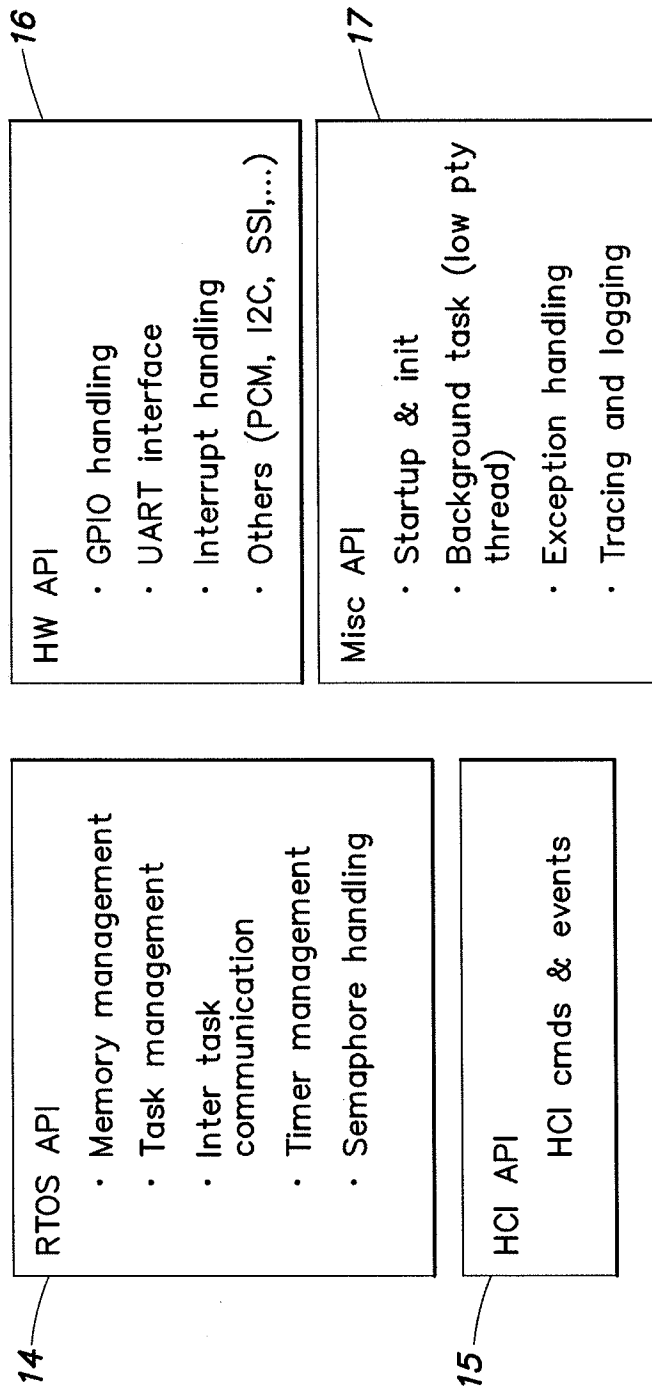 14
RTOS API
· Memory management
· Task management
· Inter task
communication
· Timer management
· Semaphore handling
15
HCI API
HCI cmds & events
16
HW API
· GPIO handling
· UART interface
· Interrupt handling
· Others (PCM, I2C, SSI,...)
17
Misc API
· Startup & init
· Background task (low pty
thread)
· Exception handling
· Tracing and logging